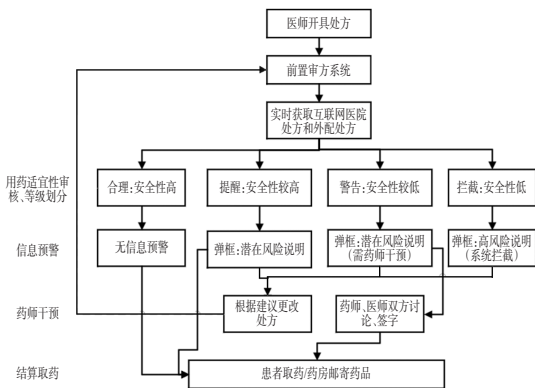 医师开具处方
前置审方系统
实时获取互联网医院
处方和外配处方
用药适宜性审
核、等级划分
合理:安全性高
提醒:安全性较高
警告:安全性较低
拦截:安全性低
信息预警
无信息预警
弹框:潜在风险说明
弹框:潜在风险说明
(需药师干预)
弹框:高风险说明
(系统拦截)
药师干预
根据建议更改
处方
药师、医师双方讨
论、签字
结算取药
患者取药/药房邮寄药品